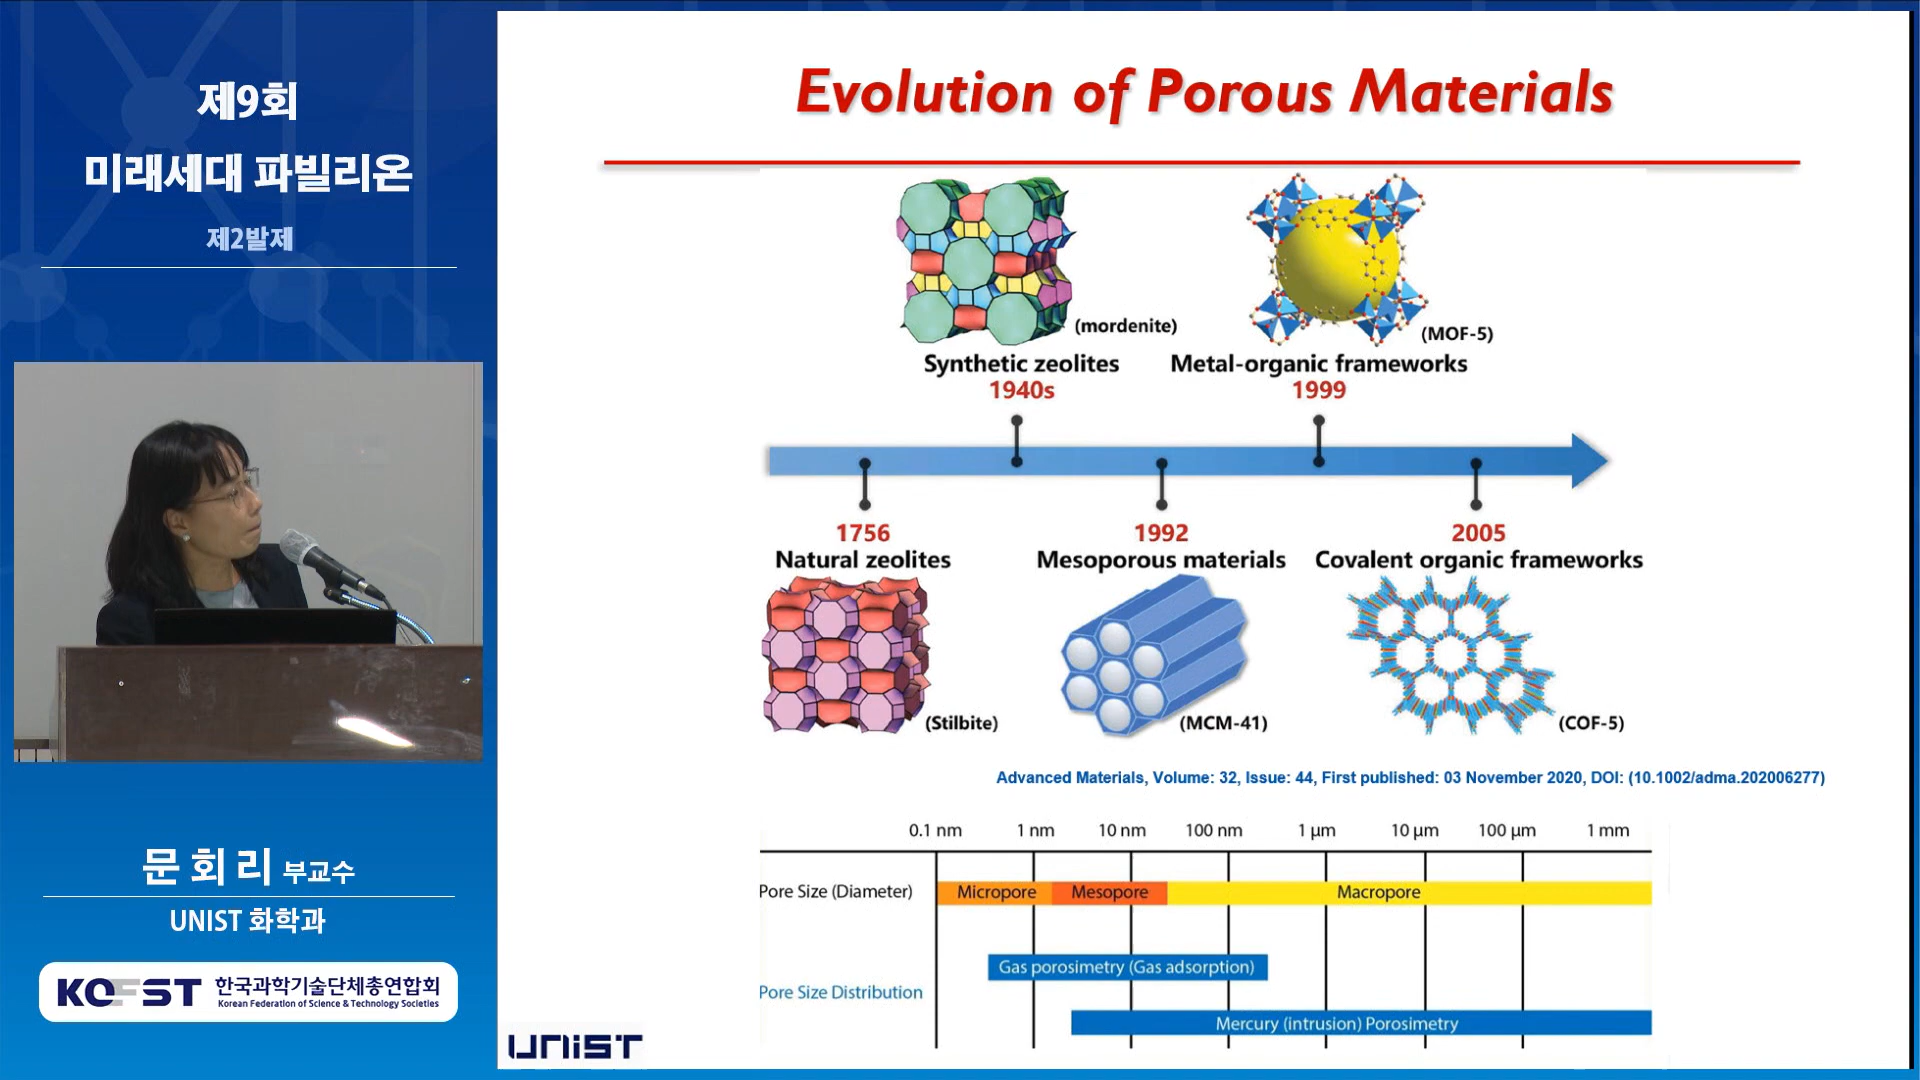 제9회
미래세대 파빌리온
제2발제
문 회 리 부교수
UNIST 화학과
KOFST 한국과학기술단체총연합회
Korean Federation of Science & Technology Societies
Evolution of Porous Materials
(mordenite)
Synthetic zeolites
1940s
(MOF-5)
Metal-organic frameworks
1999
1756
Natural zeolites
(Stilbite)
1992
Mesoporous materials
(MCM-41)
2005
Covalent organic frameworks
(COF-5)
Advanced Materials, Volume: 32, Issue: 44, First published: 03 November 2020, DOI: (10.1002/adma.202006277)
0.1 nm 1 nm 10 nm 100 nm 1 µm 10 µm 100 µm 1 mm
Pore Size (Diameter) Micropore Mesopore Macropore
Gas porosimetry (Gas adsorption)
Pore Size Distribution
Mercury (intrusion) Porosimetry
UNIST